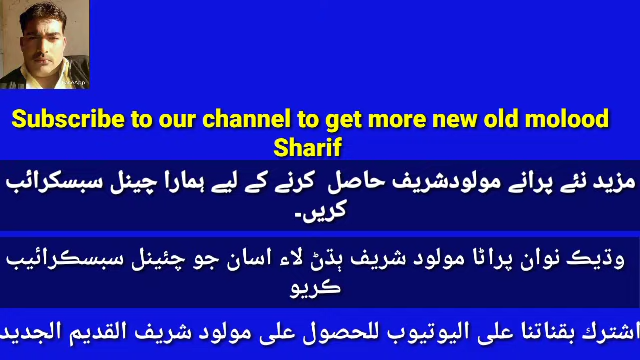 Subscribe to our channel to get more new old molood
Sharif
مزید نئے پرانے مولودشریف حاصل کرنے کے لیے ہمارا چینل سبسکرائب
کریں۔
وڌيڪ نوان پراڻا مولود شريف ٻڌڻ لاء اسان جو چئينل سبسڪرائيب
ڪريو
اشترك بقناتنا على اليوتيوب للحصول على مولود شريف القديم الجديد